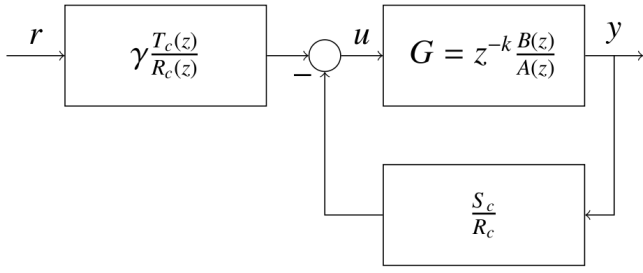 r
γ T_c(z)/R_c(z)
−
u
G = z^{-k} B(z)/A(z)
y
S_c/R_c